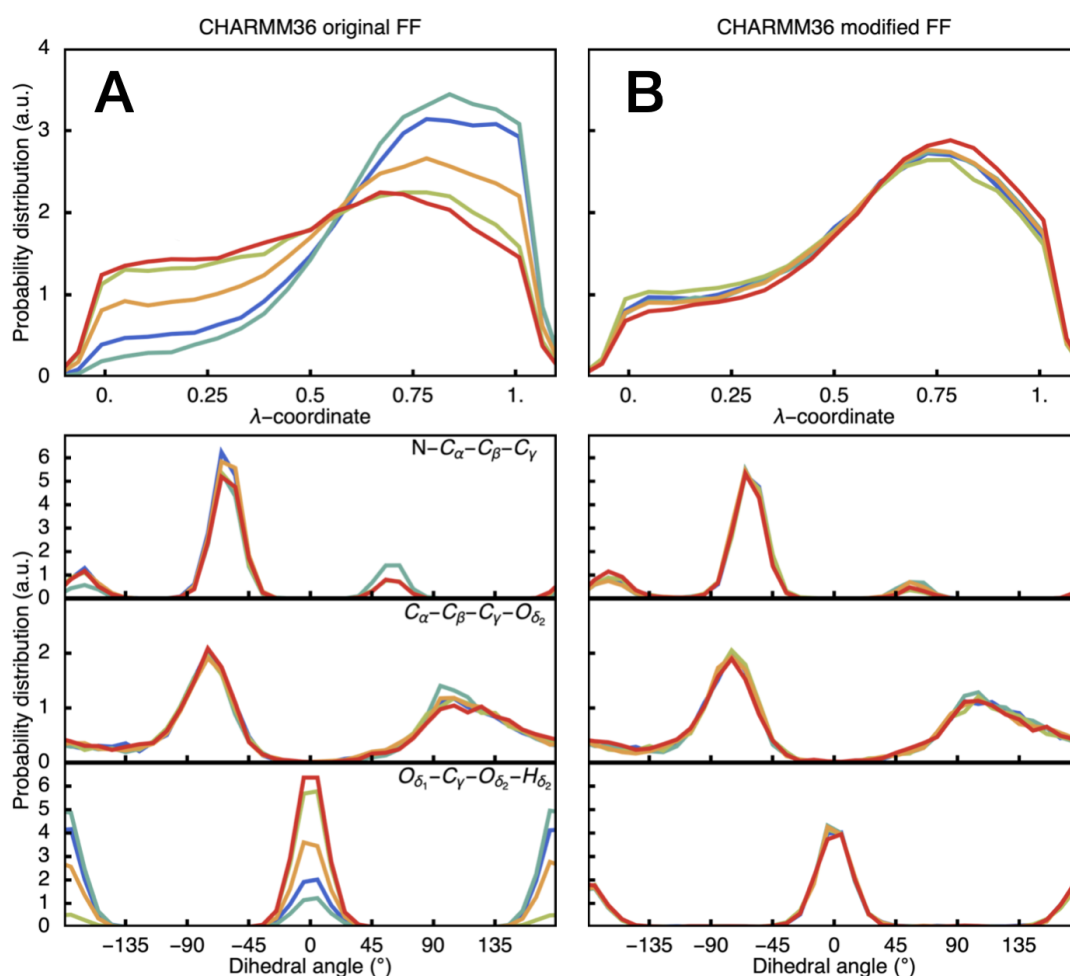 CHARMM36 original FF
CHARMM36 modified FF
A
B
Probability distribution (a.u.)
4
3
2
1
0
0. 0.25 0.5 0.75 1.
λ−coordinate
0. 0.25 0.5 0.75 1.
λ−coordinate
Probability distribution (a.u.)
N−Cα−Cβ−Cγ
6
5
4
3
2
1
0
Cα−Cβ−Cγ−Oδ2
2
1
0
Oδ1−Cγ−Oδ2−Hδ2
6
5
4
3
2
1
0
−135 −90 −45 0 45 90 135
Dihedral angle (°)
−135 −90 −45 0 45 90 135
Dihedral angle (°)